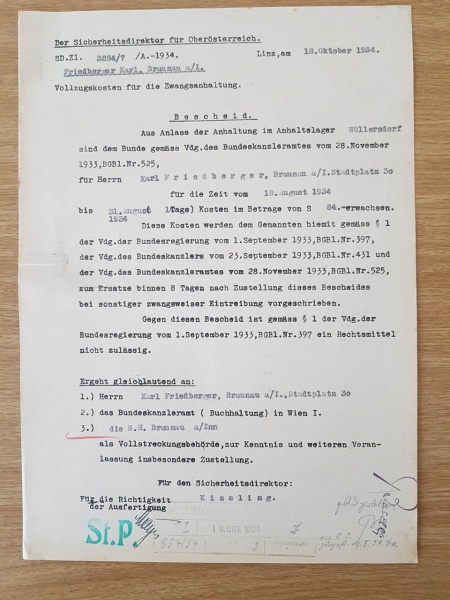 Der Sicherheitsdirektor für Oberösterreich.
SD.Zl. 3284/7 /A.-1934. Linz,am 18.Oktober 1934.
Friedberger Karl, Braunau a/I.
Vollzugskosten für die Zwangsanhaltung.
Bescheid.
Aus Anlass der Anhaltung im Anhaltelager Wöllersdorf
sind dem Bunde gemäss Vdg.des Bundeskanzleramtes vom 28.November
1933,BGBl.Nr.525,
für Herrn Karl Friedberger, Braunau a/I.Stadtplatz 30
für die Zeit vom 18.august 1934
bis 31.august Tage) Kosten im Betrage von S 84.-erwachsen.
1934
Diese Kosten werden dem Genannten hiemit gemäss § 1
der Vdg.der Bundesregierung vom 1.September 1933,BGBl.Nr.397,
der Vdg.des Bundeskanzlers vom 23.September 1933,BGBl.Nr.431 und
der Vdg.des Bundeskanzleramtes vom 28.November 1933,BGBl.Nr.525,
zum Ersatze binnen 8 Tagen nach Zustellung dieses Bescheides
bei sonstiger zwangsweiser Eintreibung vorgeschrieben.
Gegen diesen Bescheid ist gemäss § 1 der Vdg.der
Bundesregierung vom 1.September 1933,BGBl.Nr.397 ein Rechtsmittel
nicht zulässig.
Ergeht gleichlautend an:
1.) Herrn Karl Friedberger, Braunau a/I.,Stadtplatz 30
2.) das Bundeskanzleramt ( Buchhaltung) in Wien I.
3.) die B.H. Braunau a/Inn
als Vollstreckungsbehörde,zur Kenntnis und weiteren Veran-
lassung insbesondere Zustellung.
Für den Sicherheitsdirektor:
Für die Richtigkeit Kissling.
der Ausfertigung
St.P. I 19.OKT.1934
554/34 2